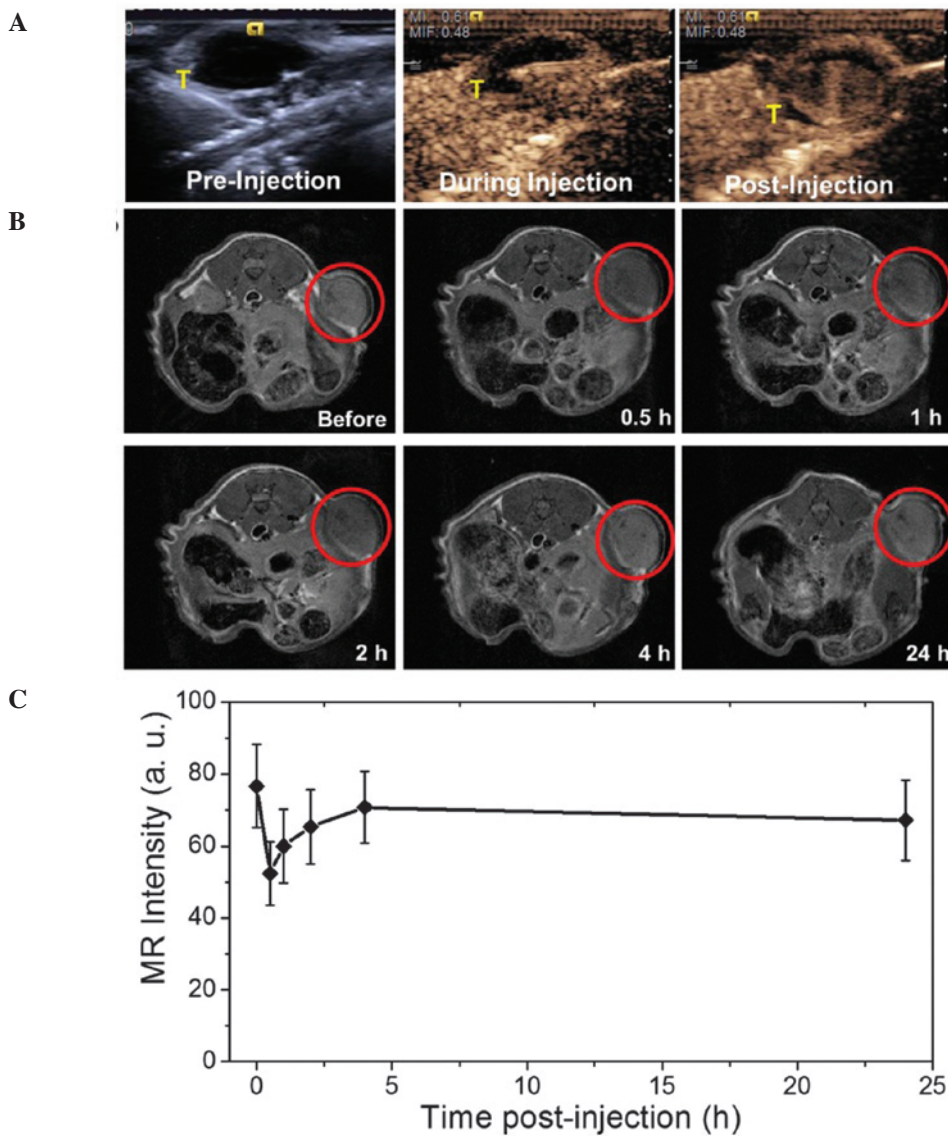 A
MI. 0.61
MIF. 0.48
MI. 0.61
MIF. 0.48
T
T
T
Pre-Injection
During Injection
Post-Injection
B
Before
0.5 h
1 h
2 h
4 h
24 h
C
MR Intensity (a. u.)
100
80
60
40
20
0
0
5
10
15
20
25
Time post-injection (h)